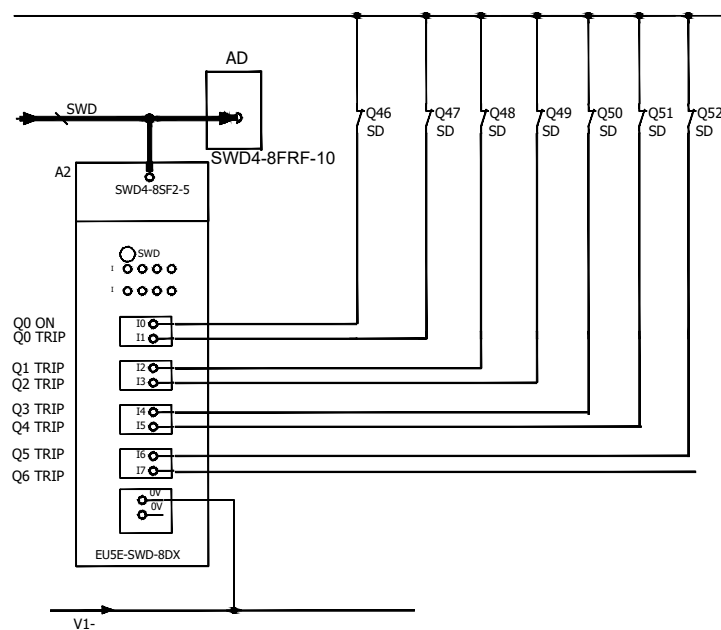 AD
SWD
SWD4-8FRF-10
Q46
SD
Q47
SD
Q48
SD
Q49
SD
Q50
SD
Q51
SD
Q52
SD
A2
SWD4-8SF2-5
SWD
I
I
Q0 ON
I0
Q0 TRIP
I1
Q1 TRIP
I2
Q2 TRIP
I3
Q3 TRIP
I4
Q4 TRIP
I5
Q5 TRIP
I6
Q6 TRIP
I7
0V
0V
EU5E-SWD-8DX
V1-